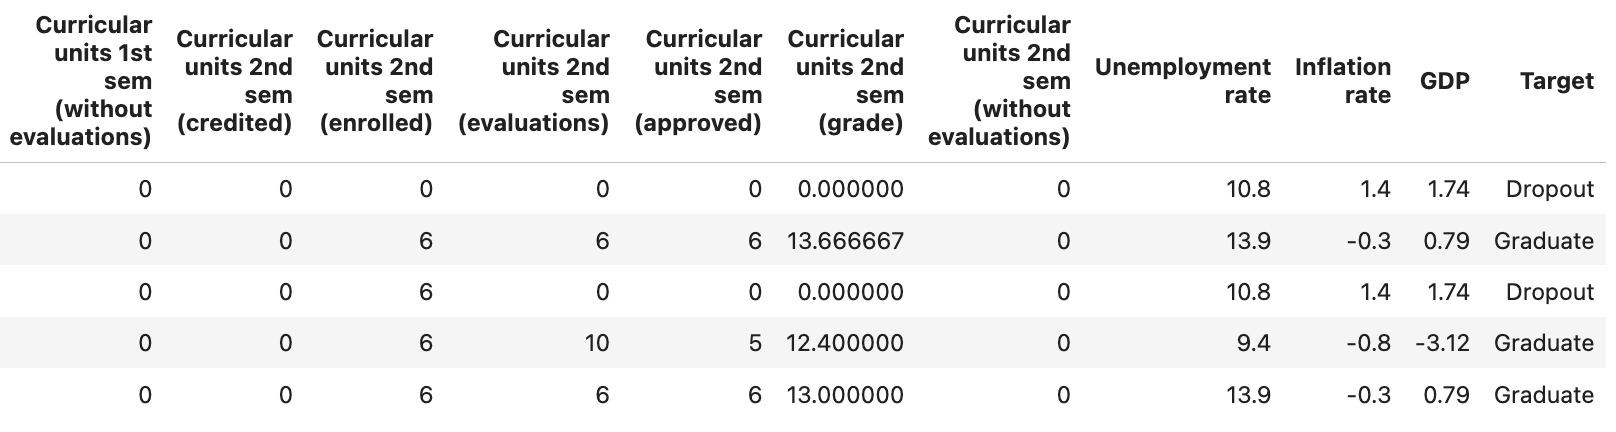 Curricular units 1st sem (without evaluations) Curricular units 2nd sem (credited) Curricular units 2nd sem (enrolled) Curricular units 2nd sem (evaluations) Curricular units 2nd sem (approved) Curricular units 2nd sem (grade) Curricular units 2nd sem (without evaluations) Unemployment rate Inflation rate GDP Target
0 0 0 0 0 0.000000 0 10.8 1.4 1.74 Dropout
0 0 6 6 6 13.666667 0 13.9 -0.3 0.79 Graduate
0 0 6 0 0 0.000000 0 10.8 1.4 1.74 Dropout
0 0 6 10 5 12.400000 0 9.4 -0.8 -3.12 Graduate
0 0 6 6 6 13.000000 0 13.9 -0.3 0.79 Graduate